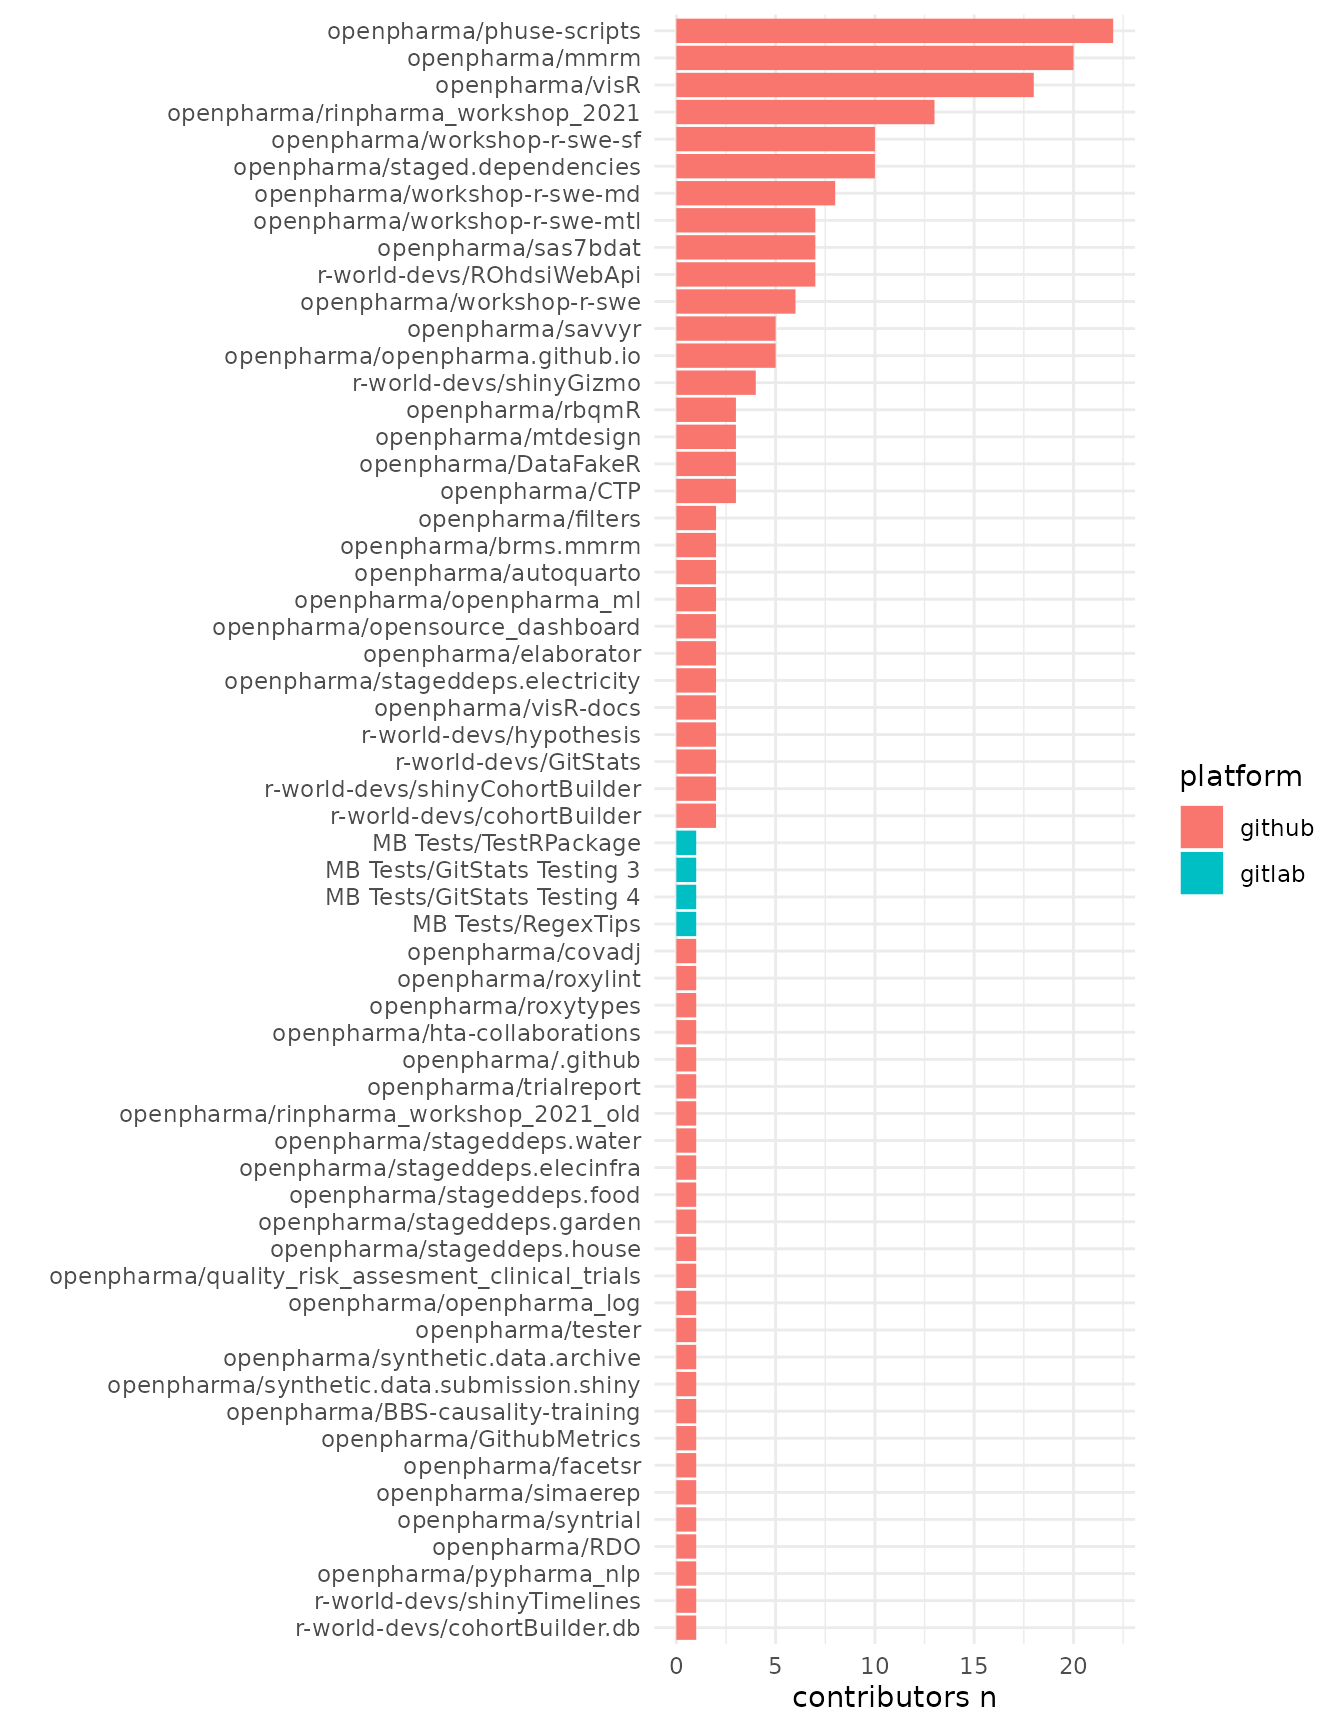 openpharma/phuse-scripts
openpharma/mmrm
openpharma/visR
openpharma/rinpharma_workshop_2021
openpharma/workshop-r-swe-sf
openpharma/staged.dependencies
openpharma/workshop-r-swe-md
openpharma/workshop-r-swe-mtl
openpharma/sas7bdat
r-world-devs/ROhdsiWebApi
openpharma/workshop-r-swe
openpharma/savvyr
openpharma/openpharma.github.io
r-world-devs/shinyGizmo
openpharma/rbqmR
openpharma/mtdesign
openpharma/DataFakeR
openpharma/CTP
openpharma/filters
openpharma/brms.mmrm
openpharma/autoquarto
openpharma/openpharma_ml
openpharma/opensource_dashboard
openpharma/elaborator
openpharma/stageddeps.electricity
openpharma/visR-docs
r-world-devs/hypothesis
r-world-devs/GitStats
r-world-devs/shinyCohortBuilder
r-world-devs/cohortBuilder
MB Tests/TestRPackage
MB Tests/GitStats Testing 3
MB Tests/GitStats Testing 4
MB Tests/RegexTips
openpharma/covadj
openpharma/roxylint
openpharma/roxytypes
openpharma/hta-collaborations
openpharma/.github
openpharma/trialreport
openpharma/rinpharma_workshop_2021_old
openpharma/stageddeps.water
openpharma/stageddeps.elecinfra
openpharma/stageddeps.food
openpharma/stageddeps.garden
openpharma/stageddeps.house
openpharma/quality_risk_assesment_clinical_trials
openpharma/openpharma_log
openpharma/tester
openpharma/synthetic.data.archive
openpharma/synthetic.data.submission.shiny
openpharma/BBS-causality-training
openpharma/GithubMetrics
openpharma/facetsr
openpharma/simaerep
openpharma/syntrial
openpharma/RDO
openpharma/pypharma_nlp
r-world-devs/shinyTimelines
r-world-devs/cohortBuilder.db
0 5 10 15 20
contributors n
platform
github
gitlab